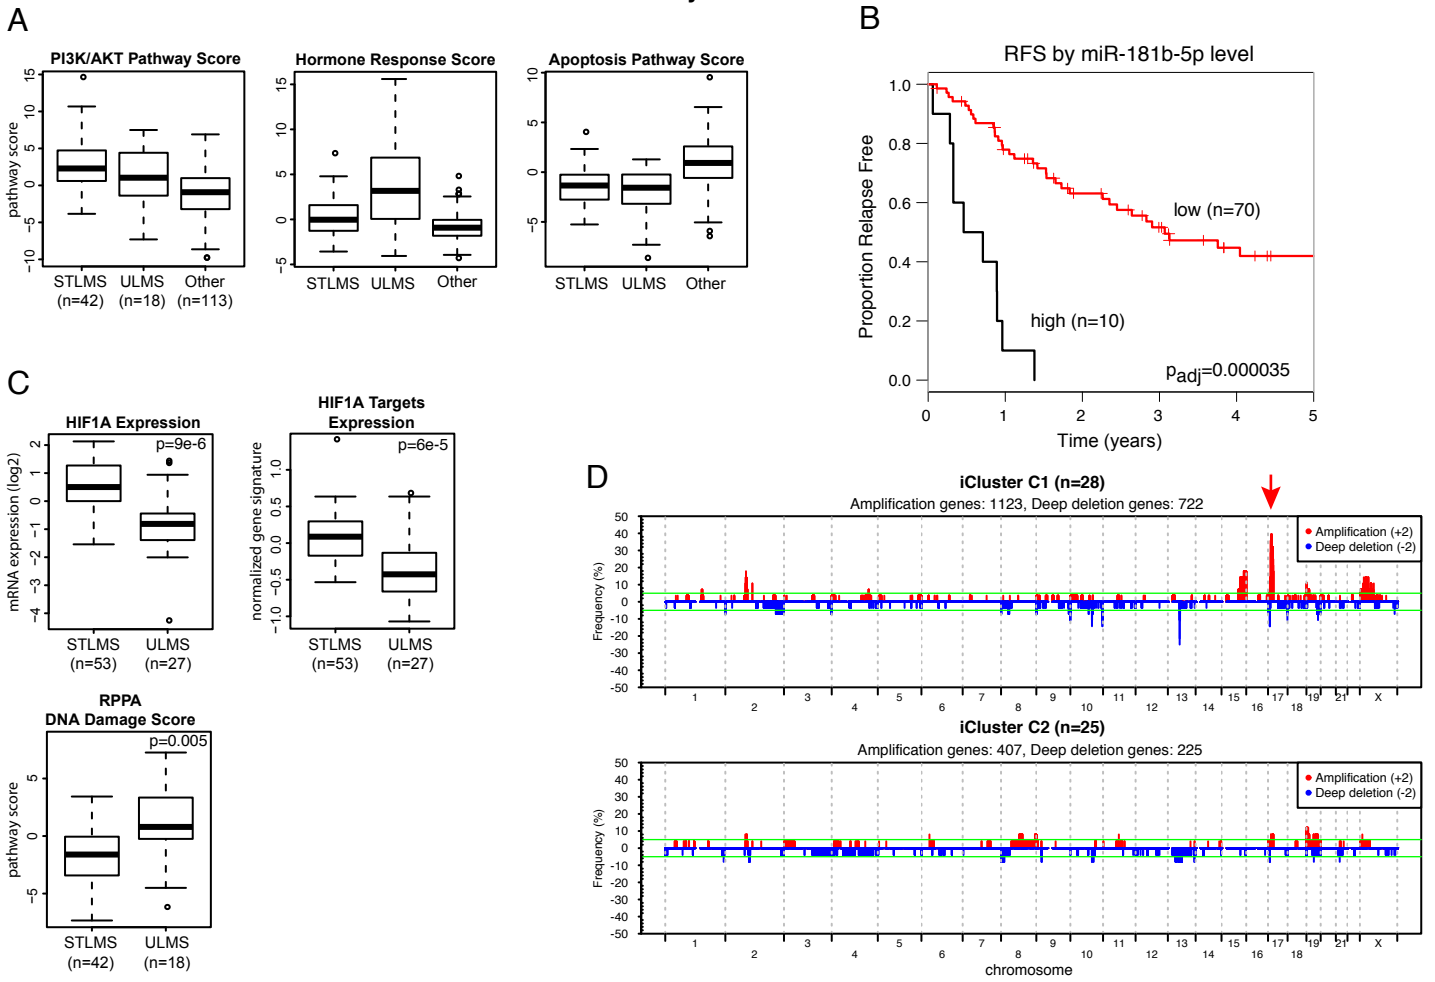 A
PI3K/AKT Pathway Score
pathway score
15
10
5
0
−5
−10
STLMS
(n=42)
ULMS
(n=18)
Other
(n=113)
Hormone Response Score
15
10
5
0
−5
STLMS
ULMS
Other
Apoptosis Pathway Score
10
5
0
−5
STLMS
ULMS
Other
B
RFS by miR-181b-5p level
Proportion Relapse Free
1.0
0.8
0.6
0.4
0.2
0.0
low (n=70)
high (n=10)
padj=0.000035
0 1 2 3 4 5
Time (years)
C
HIF1A Expression
p=9e-6
mRNA expression (log2)
2
1
0
−1
−2
−3
−4
STLMS
(n=53)
ULMS
(n=27)
HIF1A Targets
Expression
p=6e-5
normalized gene signature
1.0
0.5
0.0
−0.5
−1.0
STLMS
(n=53)
ULMS
(n=27)
RPPA
DNA Damage Score
p=0.005
pathway score
5
0
−5
STLMS
(n=42)
ULMS
(n=18)
D
iCluster C1 (n=28)
Amplification genes: 1123, Deep deletion genes: 722
Amplification (+2)
Deep deletion (-2)
Frequency (%)
50
40
30
20
10
0
-10
-20
-30
-40
-50
1 2 3 4 5 6 7 8 9 10 11 12 13 14 15 16 17 18 19 21 X
iCluster C2 (n=25)
Amplification genes: 407, Deep deletion genes: 225
Amplification (+2)
Deep deletion (-2)
Frequency (%)
50
40
30
20
10
0
-10
-20
-30
-40
-50
1 2 3 4 5 6 7 8 9 10 11 12 13 14 15 16 17 18 19 21 X
chromosome